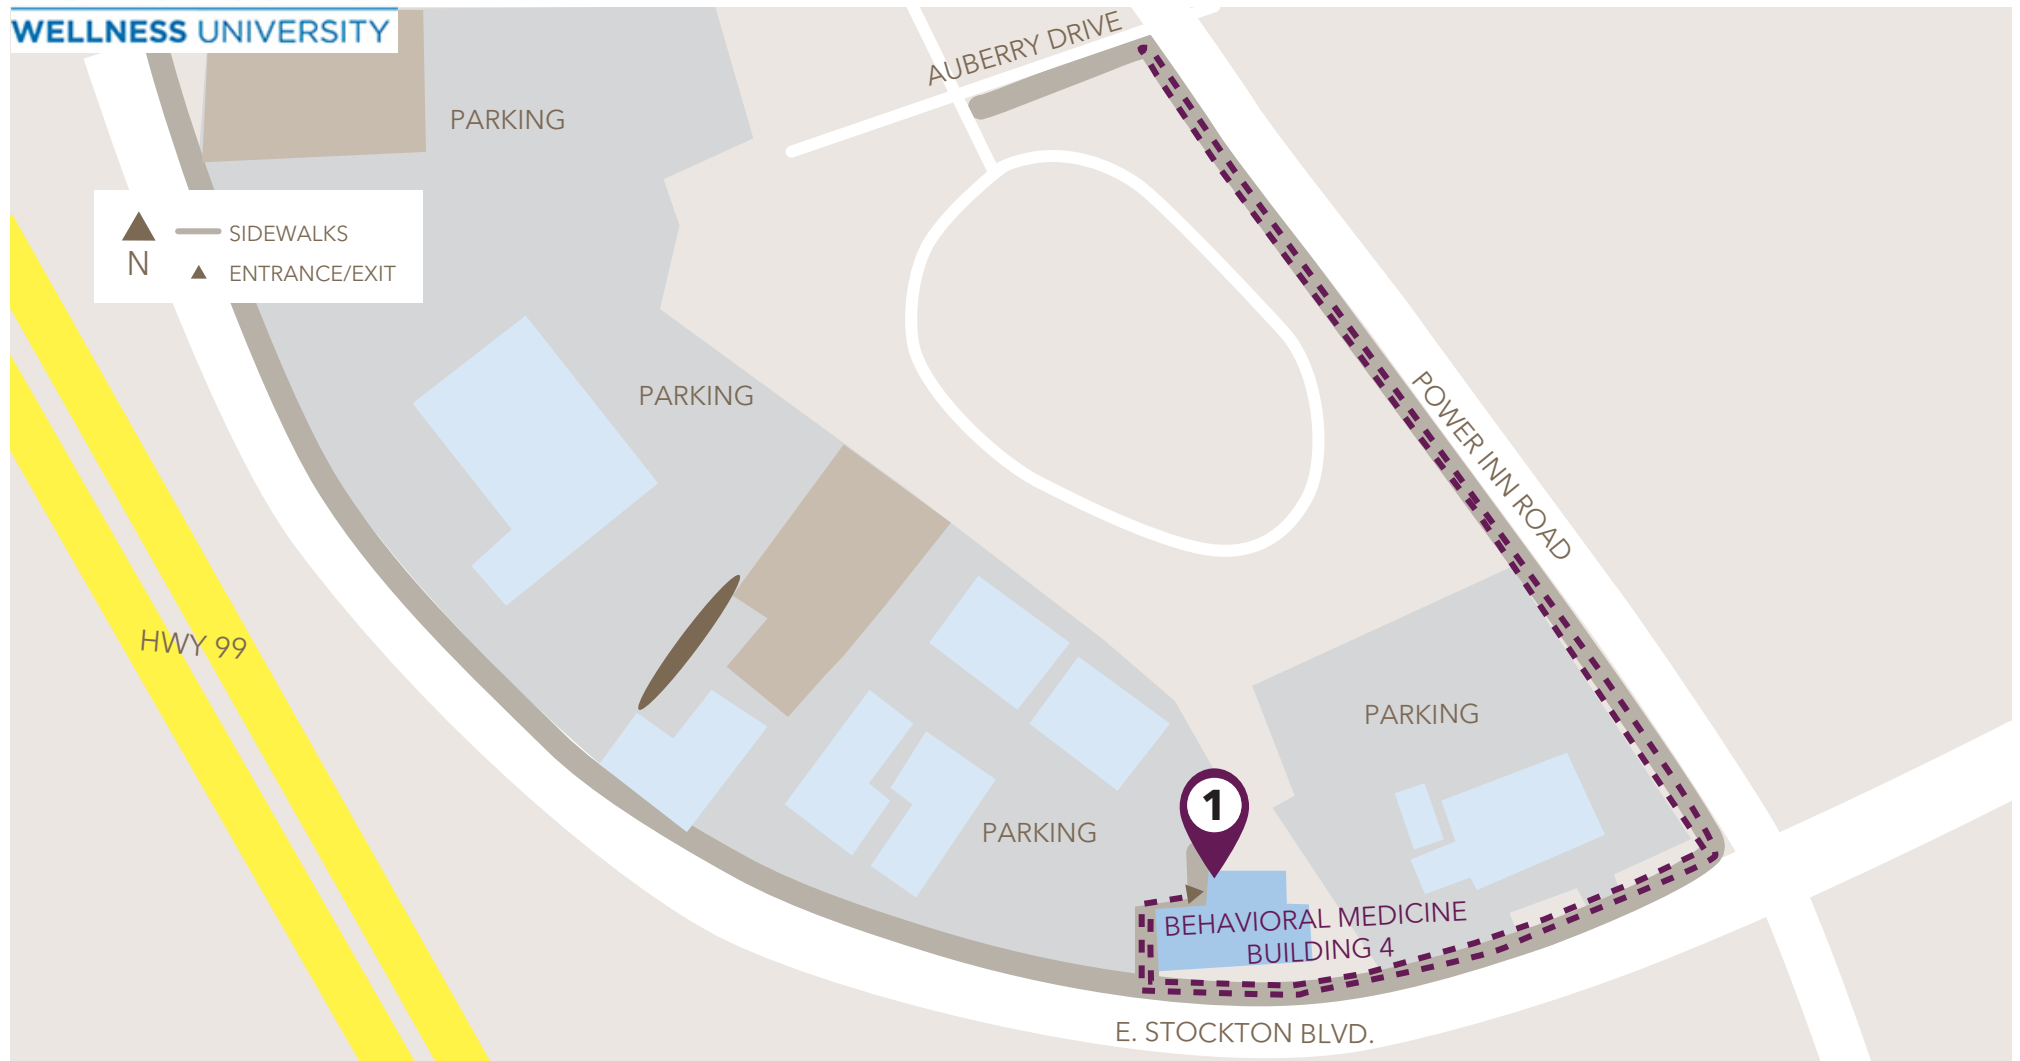 WELLNESS UNIVERSITY
AUBERRY DRIVE
PARKING
N
SIDEWALKS
ENTRANCE/EXIT
PARKING
POWER INN ROAD
HWY 99
PARKING
1
PARKING
BEHAVIORAL MEDICINE
BUILDING 4
E. STOCKTON BLVD.